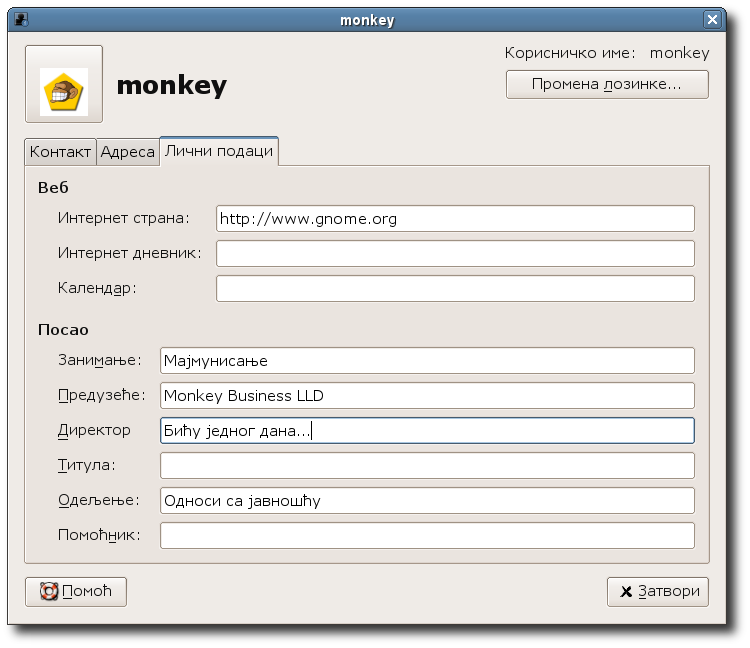 monkey
Корисничко име: monkey
monkey
Промена лозинке...
Контакт Адреса Лични подаци
Веб
Интернет страна: http://www.gnome.org
Интернет дневник:
Календар:
Посао
Занимање: Мајмунисање
Предузеће: Monkey Business LLD
Директор Бићу једног дана...
Титула:
Одељење: Односи са јавношћу
Помоћник:
Помоћ Затвори